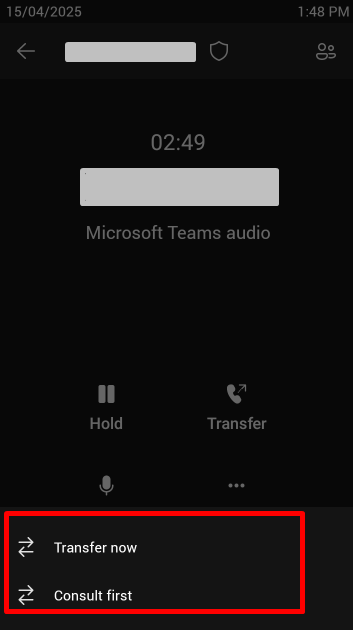 15/04/2025 1:48 PM
02:49
Microsoft Teams audio
Hold Transfer
Transfer now
Consult first